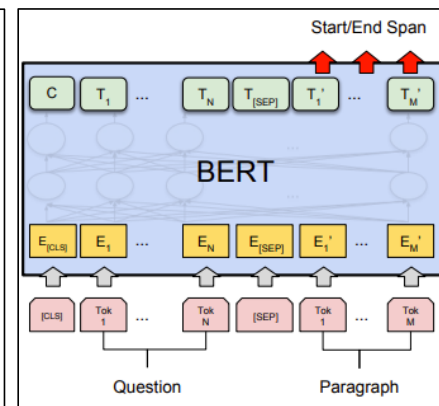 Start/End Span
C T1 ... TN T[SEP] T1' ... TM'
...
BERT
...
E[CLS] E1 ... EN E[SEP] E1' ... EM'
[CLS] Tok 1 ... Tok N [SEP] Tok 1 ... Tok M
Question Paragraph